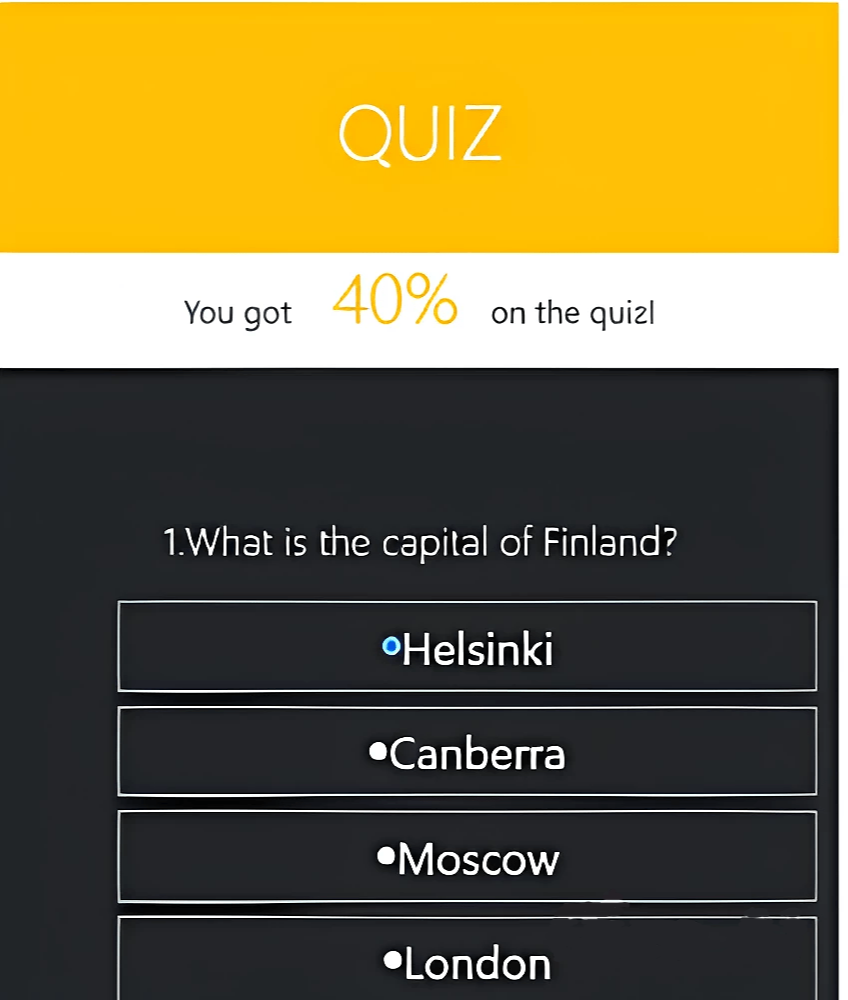 QUIZ
You got 40% on the quiz!
1.What is the capital of Finland?
Helsinki
Canberra
Moscow
London